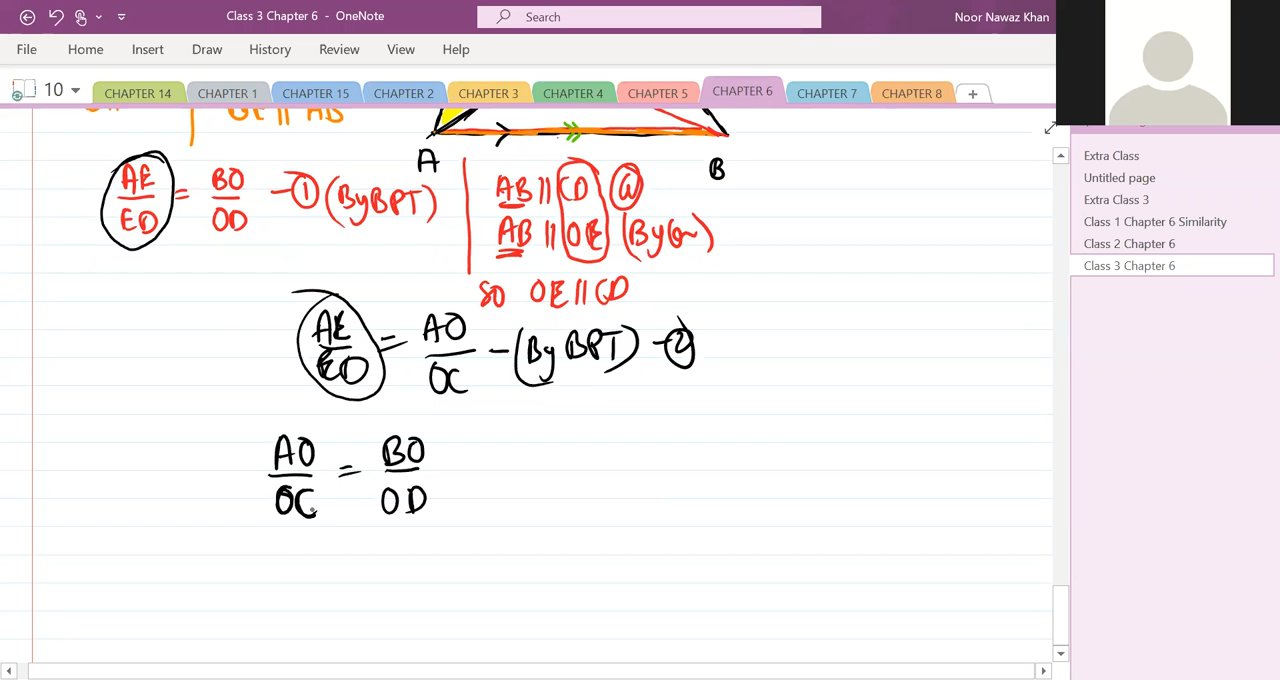 Class 3 Chapter 6 - OneNote
Search
Noor Nawaz Khan
File Home Insert Draw History Review View Help
10 CHAPTER 14 CHAPTER 1 CHAPTER 15 CHAPTER 2 CHAPTER 3 CHAPTER 4 CHAPTER 5 CHAPTER 6 CHAPTER 7 CHAPTER 8 +
Extra Class
Untitled page
Extra Class 3
Class 1 Chapter 6 Similarity
Class 2 Chapter 6
Class 3 Chapter 6
OE || AB
A B
AE/ED = BO/OD - ① (By BPT)
AB || CD
AB || OE
so OE || CD
AE/ED = AO/OC - (By BPT) - ②
AO/OC = BO/OD